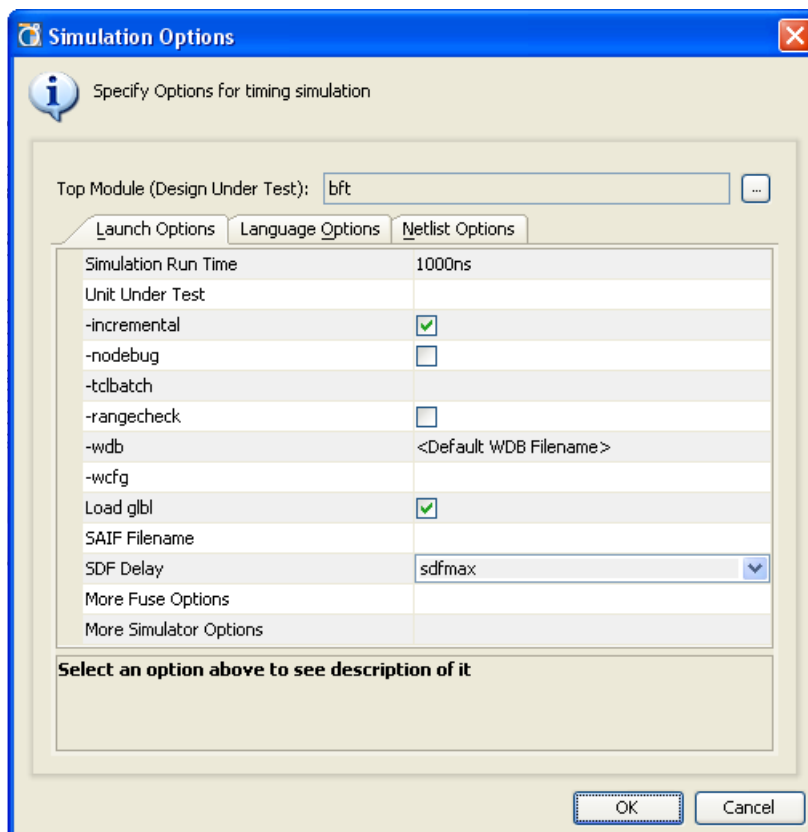 Simulation Options
Specify Options for timing simulation
Top Module (Design Under Test): bft ...
Launch Options Language Options Netlist Options
Simulation Run Time 1000ns
Unit Under Test
-incremental
-nodebug
-tclbatch
-rangecheck
-wdb <Default WDB Filename>
-wcfg
Load glbl
SAIF Filename
SDF Delay sdfmax
More Fuse Options
More Simulator Options
Select an option above to see description of it
OK Cancel